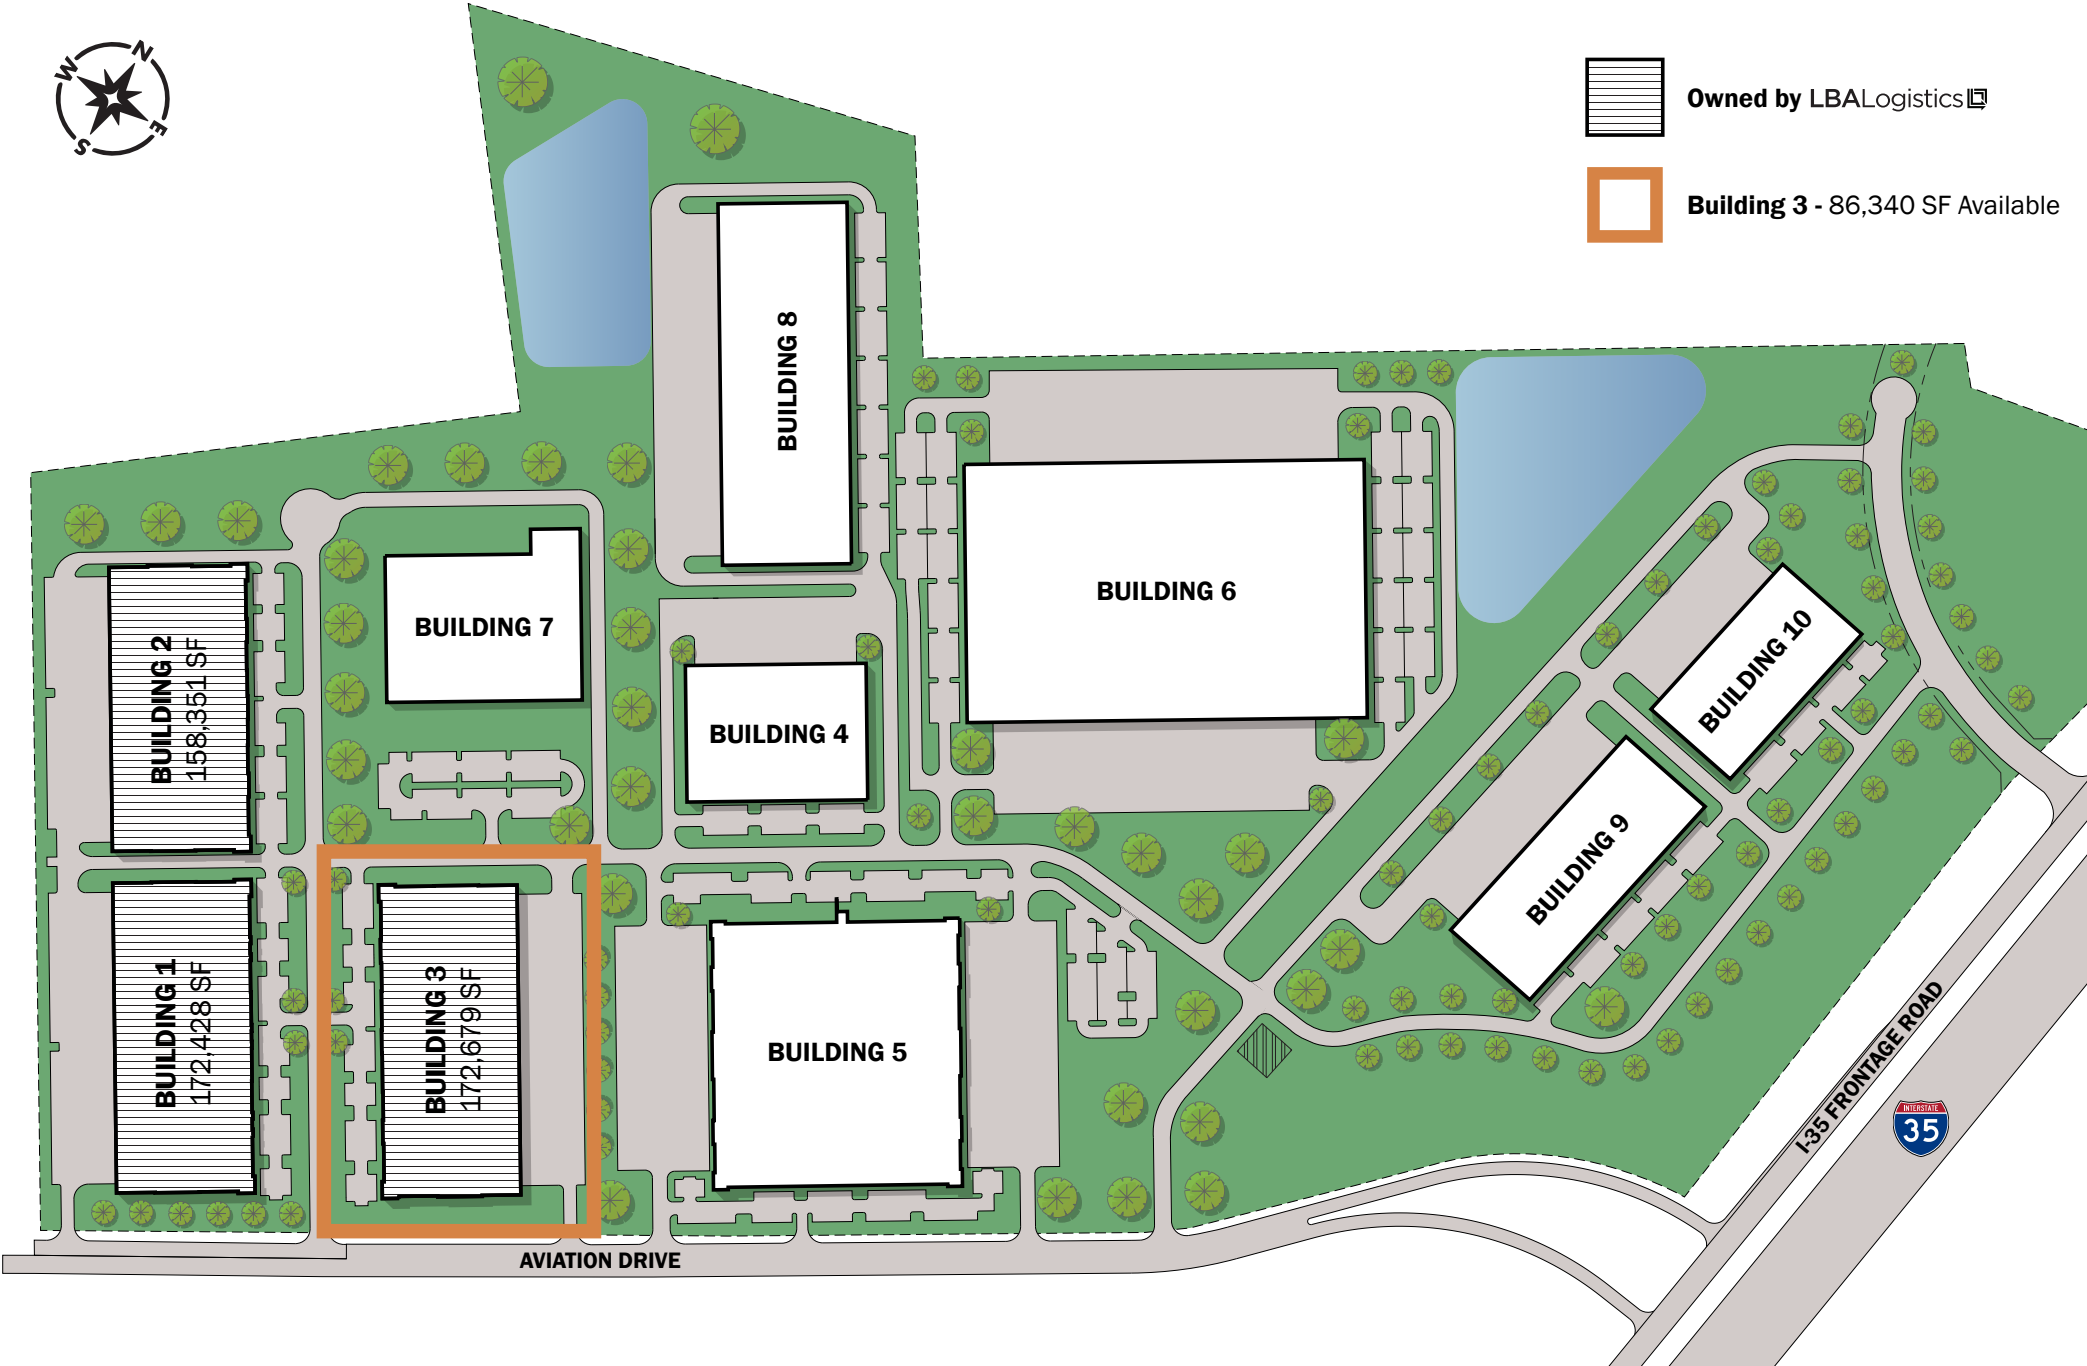 N
W
E
S
Owned by LBALogistics
Building 3 - 86,340 SF Available
BUILDING 8
BUILDING 6
BUILDING 7
BUILDING 4
BUILDING 10
BUILDING 2
158,351 SF
BUILDING 9
BUILDING 1
172,428 SF
BUILDING 3
172,679 SF
BUILDING 5
I-35 FRONTAGE ROAD
INTERSTATE
35
AVIATION DRIVE